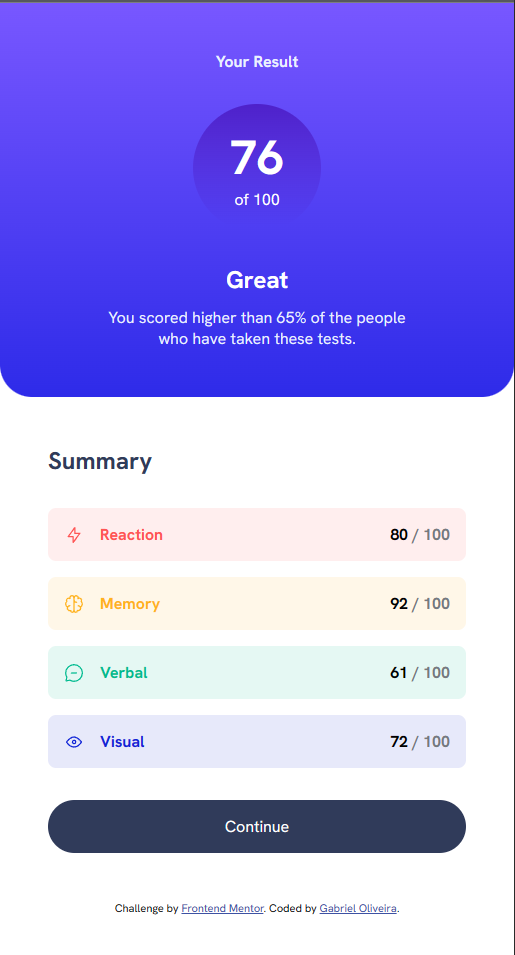 Your Result
76
of 100
Great
You scored higher than 65% of the people
who have taken these tests.
Summary
Reaction 80 / 100
Memory 92 / 100
Verbal 61 / 100
Visual 72 / 100
Continue
Challenge by Frontend Mentor. Coded by Gabriel Oliveira.